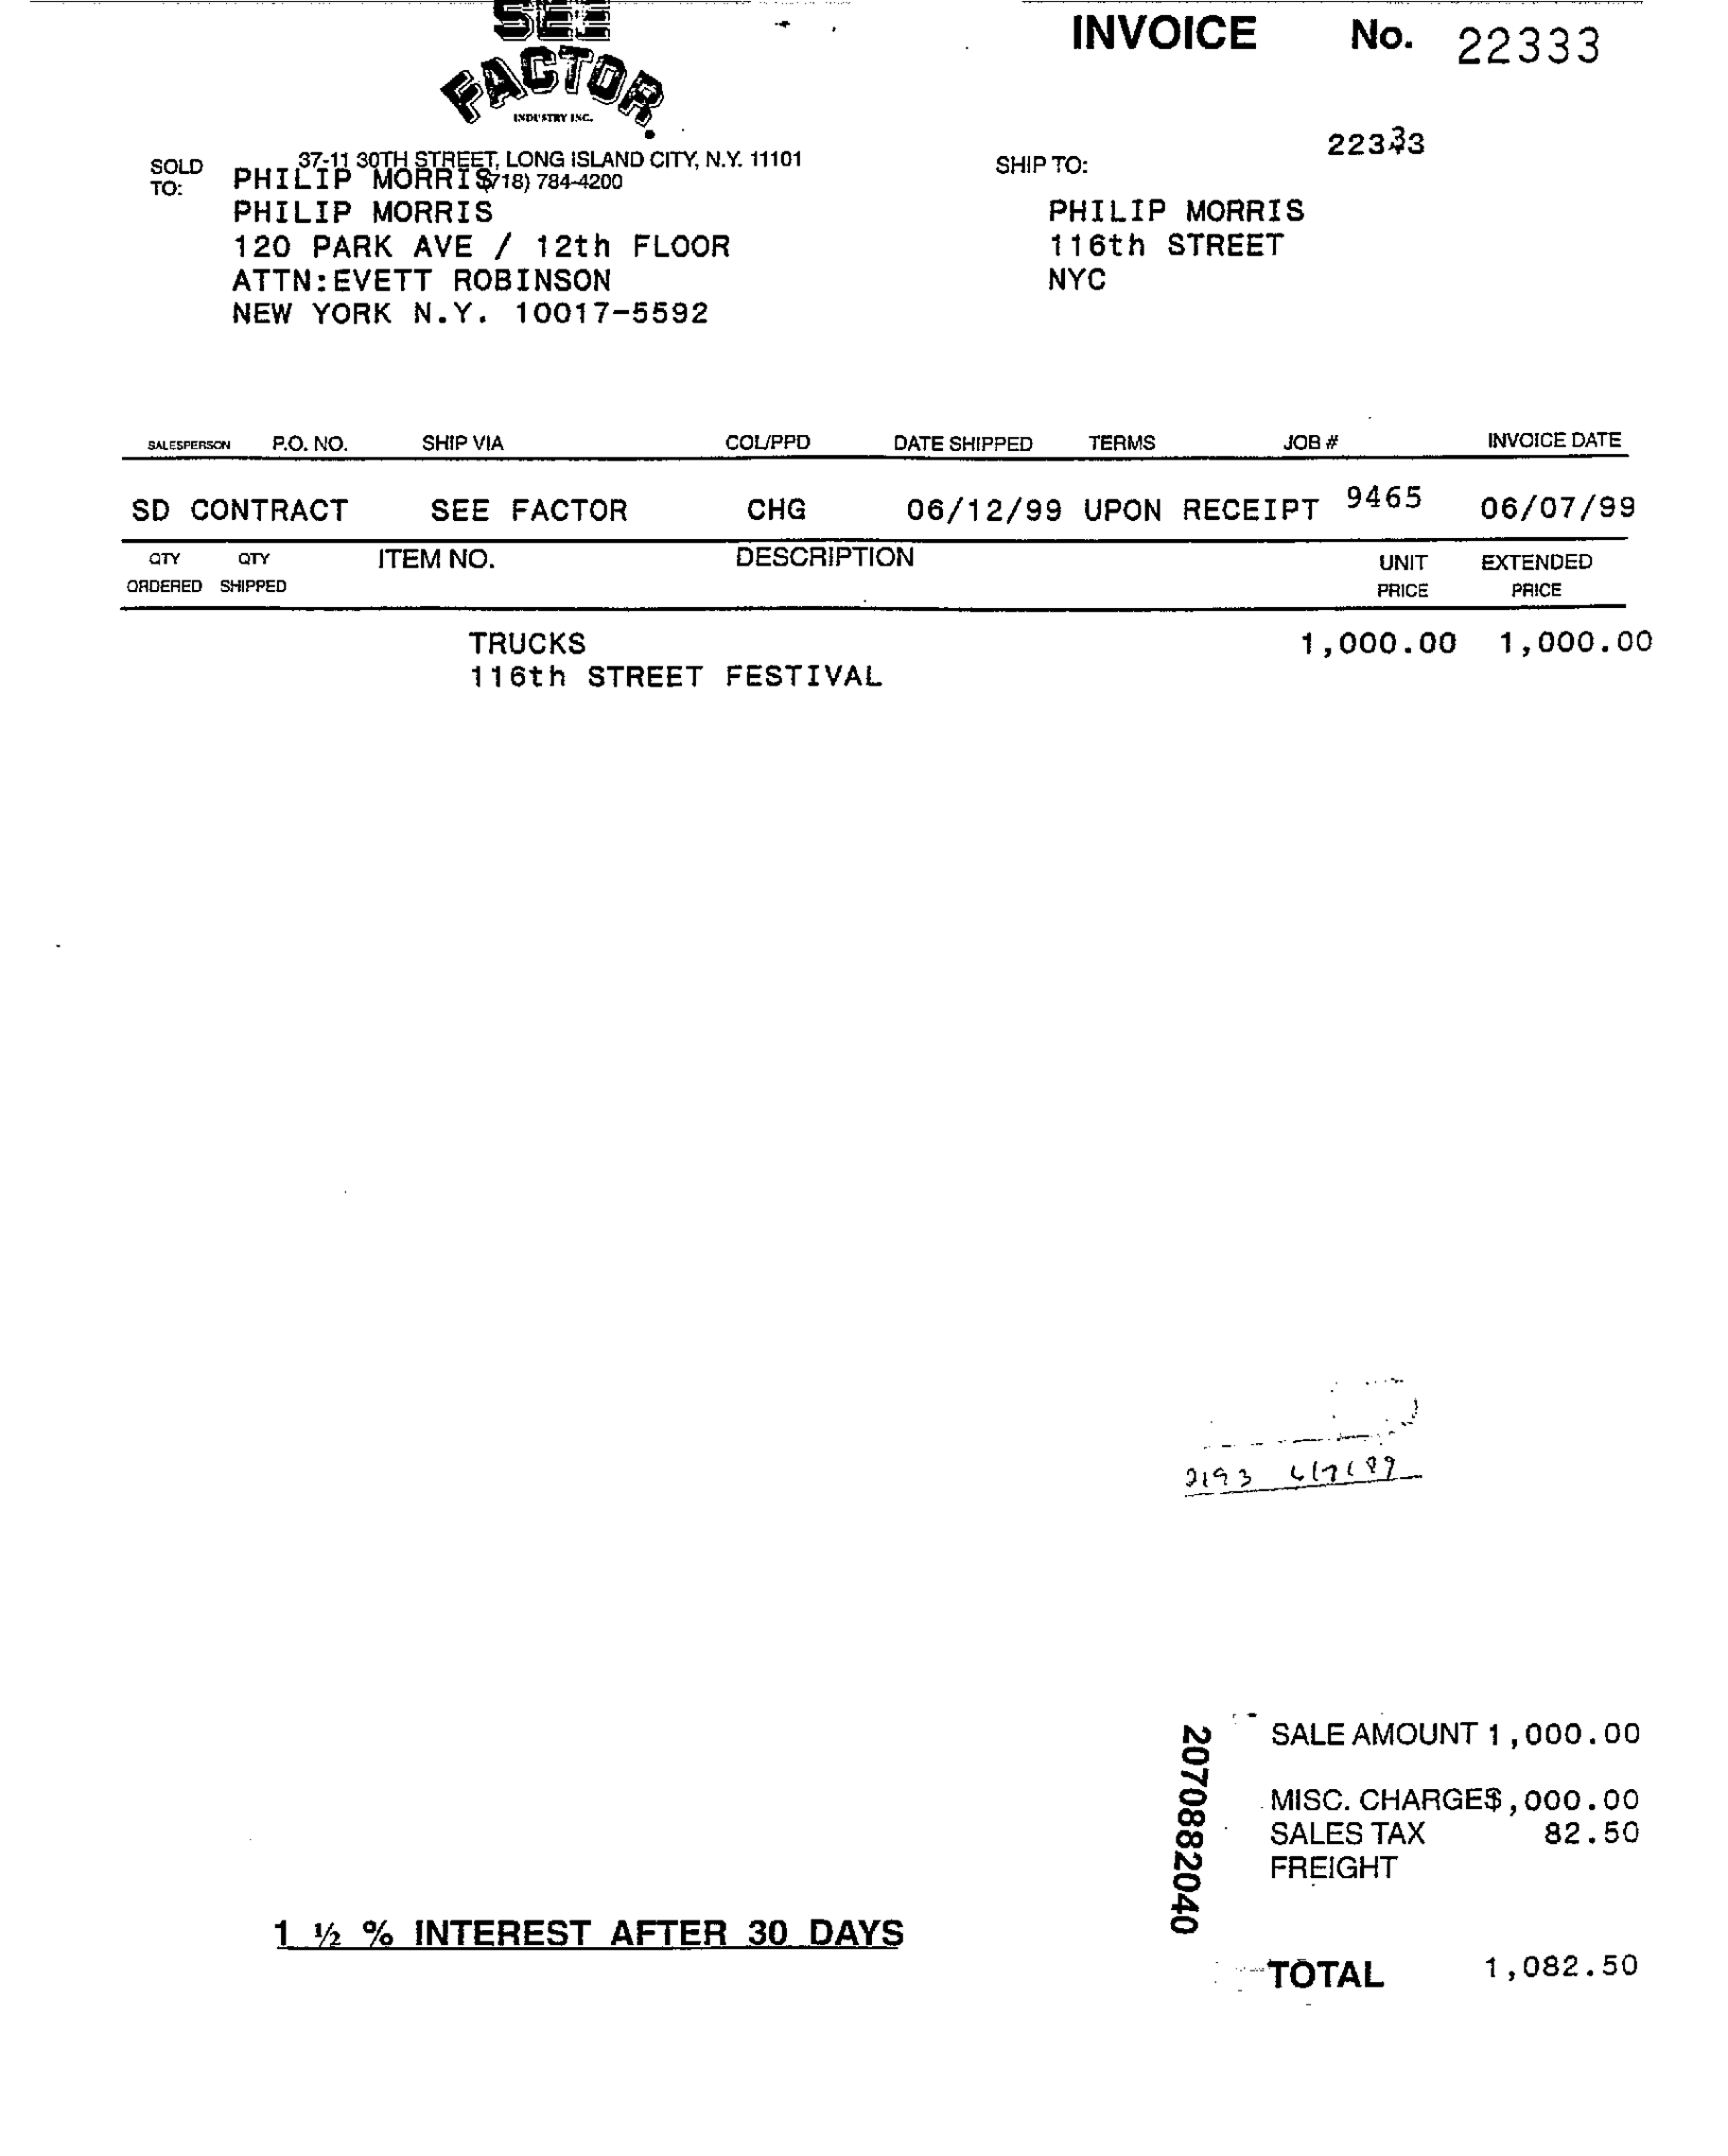 SEE
FACTOR
INDUSTRY INC.
INVOICE No. 22333
22333
37-11 30TH STREET, LONG ISLAND CITY, N.Y. 11101
(718) 784-4200
SOLD TO: PHILIP MORRIS
PHILIP MORRIS
120 PARK AVE / 12th FLOOR
ATTN:EVETT ROBINSON
NEW YORK N.Y. 10017-5592
SHIP TO:
PHILIP MORRIS
116th STREET
NYC
SALESPERSON P.O. NO. SHIP VIA COL/PPD DATE SHIPPED TERMS JOB # INVOICE DATE
SD CONTRACT SEE FACTOR CHG 06/12/99 UPON RECEIPT 9465 06/07/99
QTY ORDERED QTY SHIPPED ITEM NO. DESCRIPTION UNIT PRICE EXTENDED PRICE
TRUCKS 1,000.00 1,000.00
116th STREET FESTIVAL
2193 6/7/99
SALE AMOUNT 1,000.00
MISC. CHARGE$,000.00
SALES TAX 82.50
FREIGHT
2070882040
1 ½ % INTEREST AFTER 30 DAYS
TOTAL 1,082.50